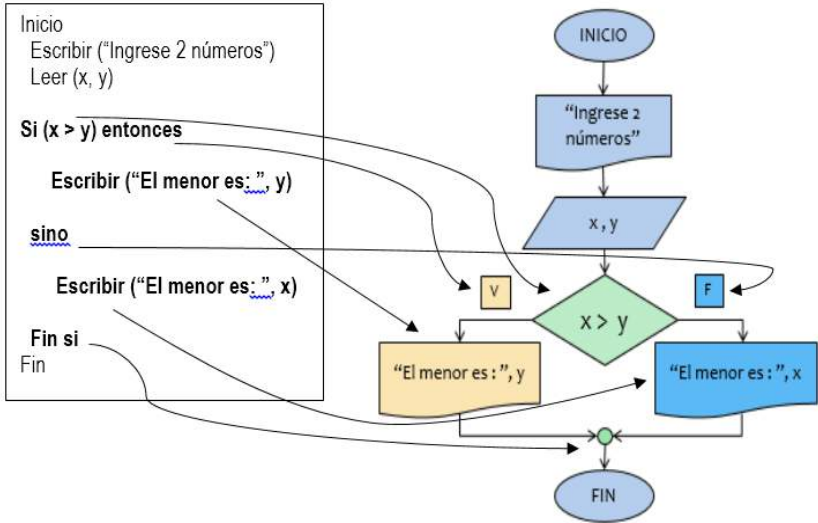 Inicio
Escribir (“Ingrese 2 números”)
Leer (x, y)
Si (x > y) entonces
Escribir (“El menor es: ”, y)
sino
Escribir (“El menor es: ”, x)
Fin si
Fin
INICIO
“Ingrese 2
números”
x , y
V
F
x > y
“El menor es : ”, y
“El menor es : ”, x
FIN